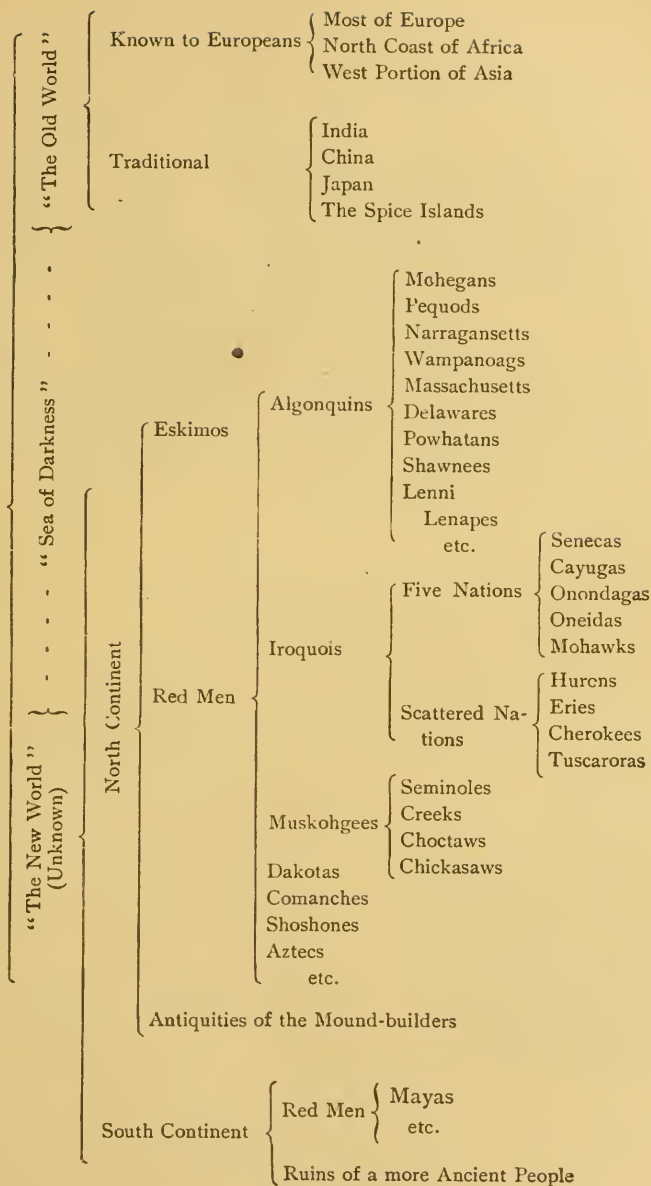 "The Old World"
Known to Europeans
Most of Europe
North Coast of Africa
West Portion of Asia
Traditional
India
China
Japan
The Spice Islands
"Sea of Darkness"
"The New World"
(Unknown)
North Continent
Eskimos
Red Men
Algonquins
Mohegans
Pequods
Narragansetts
Wampanoags
Massachusetts
Delawares
Powhatans
Shawnees
Lenni
Lenapes
etc.
Iroquois
Five Nations
Senecas
Cayugas
Onondagas
Oneidas
Mohawks
Scattered Na-
tions
Hurons
Eries
Cherokees
Tuscaroras
Muskohgees
Seminoles
Creeks
Choctaws
Chickasaws
Dakotas
Comanches
Shoshones
Aztecs
etc.
Antiquities of the Mound-builders
South Continent
Red Men
Mayas
etc.
Ruins of a more Ancient People